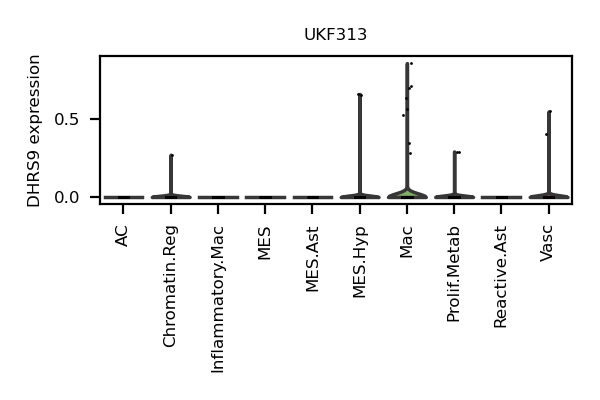 UKF313
DHRS9 expression
0.5
0.0
AC
Chromatin.Reg
Inflammatory.Mac
MES
MES.Ast
MES.Hyp
Mac
Prolif.Metab
Reactive.Ast
Vasc